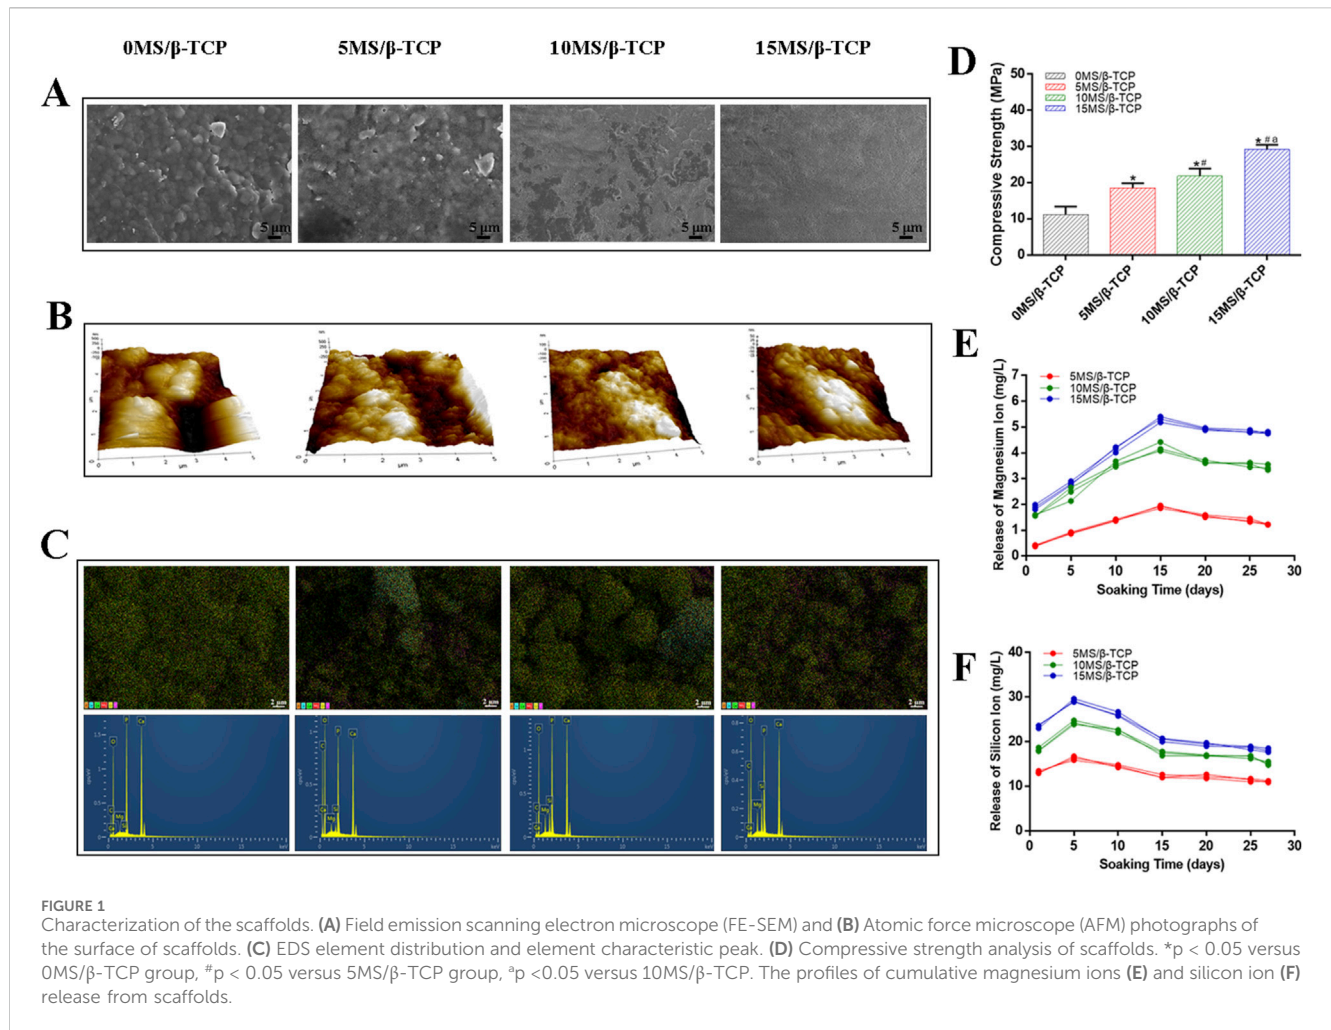 0MS/β-TCP
5MS/β-TCP
10MS/β-TCP
15MS/β-TCP
A
5 μm
5 μm
5 μm
5 μm
B
C
2 μm
2 μm
2 μm
2 μm
D
Compressive Strength (MPa)
50
40
30
20
10
0
0MS/β-TCP
5MS/β-TCP
10MS/β-TCP
15MS/β-TCP
*
*#
*#a
0MS/β-TCP
5MS/β-TCP
10MS/β-TCP
15MS/β-TCP
E
Release of Magnesium Ion (mg/L)
7
6
5
4
3
2
1
0
5MS/β-TCP
10MS/β-TCP
15MS/β-TCP
0 5 10 15 20 25 30
Soaking Time (days)
F
Release of Silicon Ion (mg/L)
40
30
20
10
0
5MS/β-TCP
10MS/β-TCP
15MS/β-TCP
0 5 10 15 20 25 30
Soaking Time (days)
FIGURE 1
Characterization of the scaffolds. (A) Field emission scanning electron microscope (FE-SEM) and (B) Atomic force microscope (AFM) photographs of
the surface of scaffolds. (C) EDS element distribution and element characteristic peak. (D) Compressive strength analysis of scaffolds. *p < 0.05 versus
0MS/β-TCP group, #p < 0.05 versus 5MS/β-TCP group, ap <0.05 versus 10MS/β-TCP. The profiles of cumulative magnesium ions (E) and silicon ion (F)
release from scaffolds.